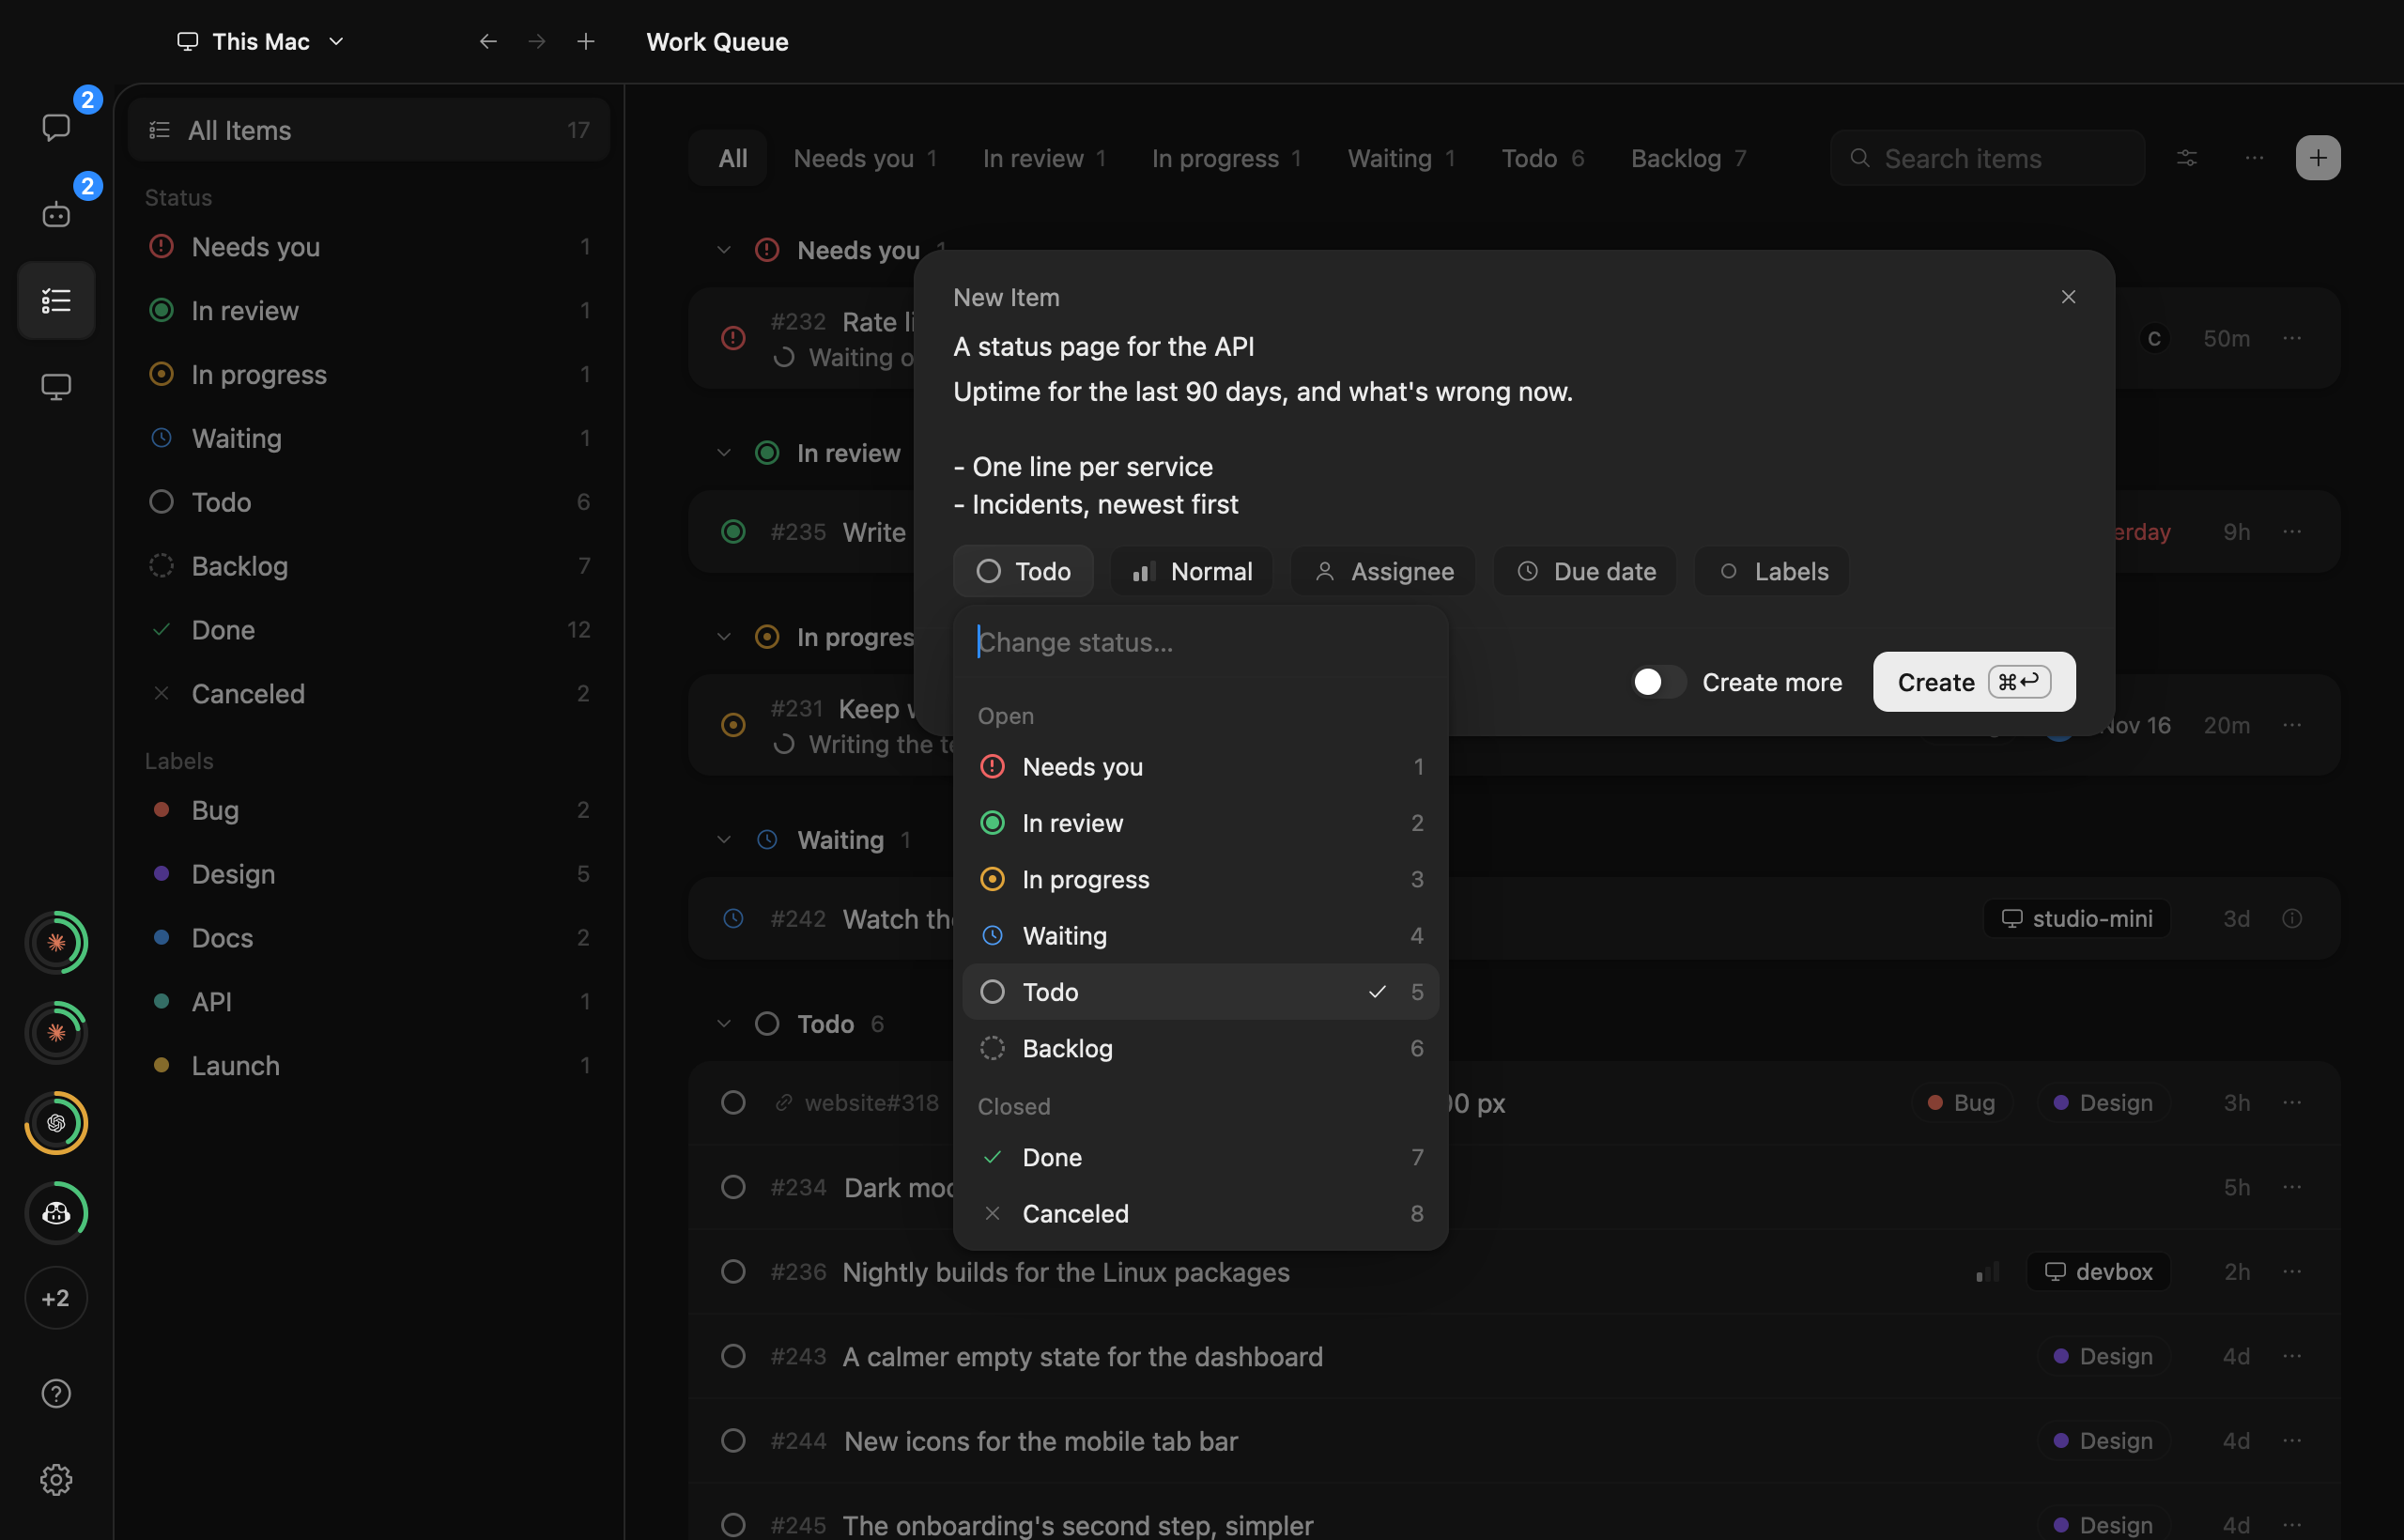 This Mac
Work Queue
2
2
All Items 17
Status
Needs you 1
In review 1
In progress 1
Waiting 1
Todo 6
Backlog 7
Done 12
Canceled 2
Labels
Bug 2
Design 5
Docs 2
API 1
Launch 1
+2
All Needs you 1 In review 1 In progress 1 Waiting 1 Todo 6 Backlog 7 Search items
Needs you 1
#232 Rate
Waiting
C 50m
In review
#235 Write
9h
In progress
#231 Keep
Writing the
Nov 16 20m
Waiting 1
#242 Watch
studio-mini 3d
Todo 6
website#318 px Bug Design 3h
#234 Dark 5h
#236 Nightly builds for the Linux packages devbox 2h
#243 A calmer empty state for the dashboard Design 4d
#244 New icons for the mobile tab bar Design 4d
#245 The onboarding's second step, simpler Design 4d
New Item
A status page for the API
Uptime for the last 90 days, and what's wrong now.
- One line per service
- Incidents, newest first
Todo Normal Assignee Due date Labels
Create more Create ⌘↩
Change status...
Open
Needs you 1
In review 2
In progress 3
Waiting 4
Todo 5
Backlog 6
Closed
Done 7
Canceled 8